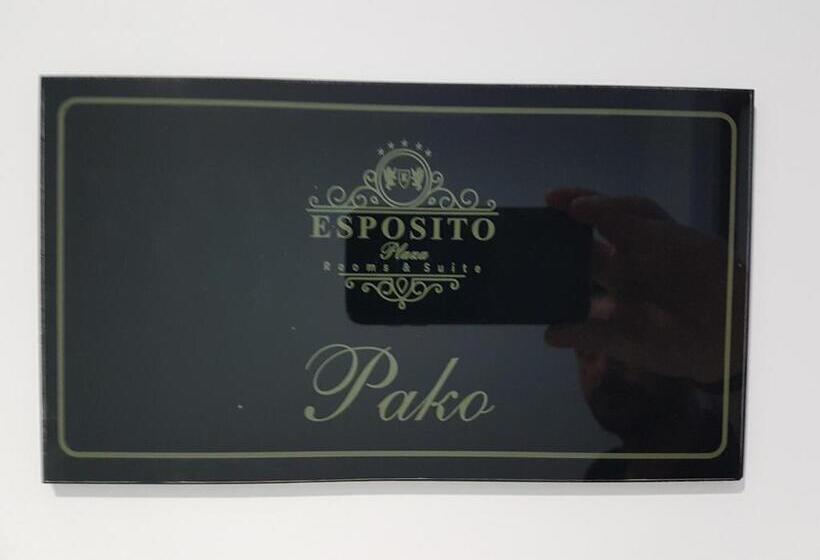 ESPOSITO
Plaza
Rooms & Suite
Pako